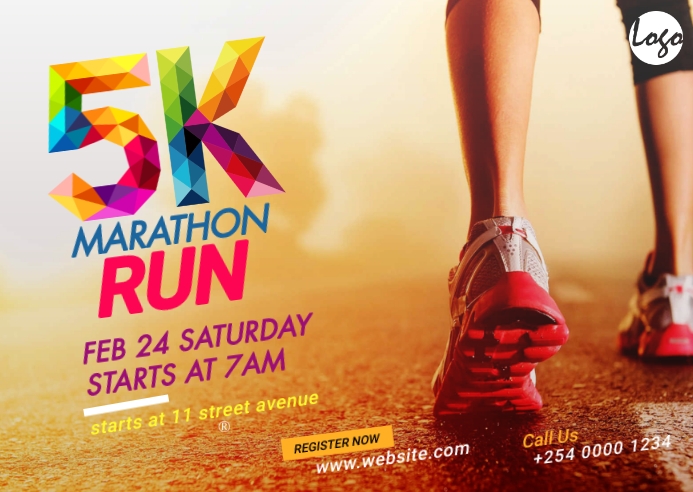 Logo
5K
MARATHON
RUN
FEB 24 SATURDAY
STARTS AT 7AM
starts at 11 street avenue
®
REGISTER NOW
www.website.com
Call Us
+254 0000 1234